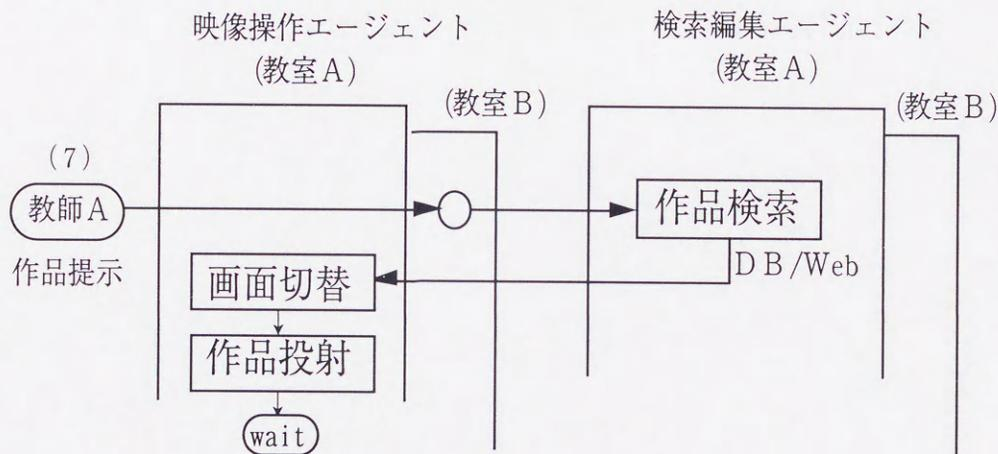 映像操作エージェント
(教室A)
(教室B)
検索編集エージェント
(教室A)
(教室B)
(7)
教師A
作品提示
作品検索
DB/Web
画面切替
作品投射
wait